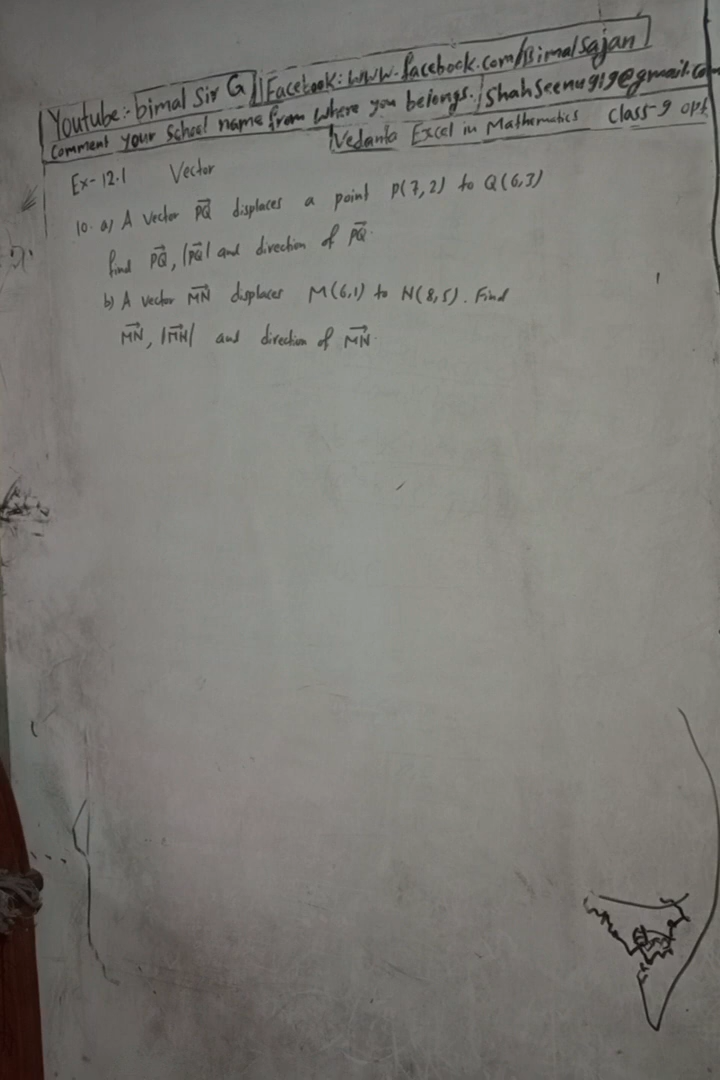 Youtube:- bimal Sir G Facebook: www.facebook.com/Bimalsajan
Comment your school name from where you belongs. shahseenu919@gmail.com
Vedanta Excel in Mathematics Class-9 opt
Ex-12.1 Vector
10. a) A vector PQ⃗ displaces a point P(7,2) to Q(6,3)
find PQ⃗, |PQ⃗| and direction of PQ⃗.
b) A vector MN⃗ displaces M(6,1) to N(8,5). Find
MN⃗, |MN⃗| and direction of MN⃗.